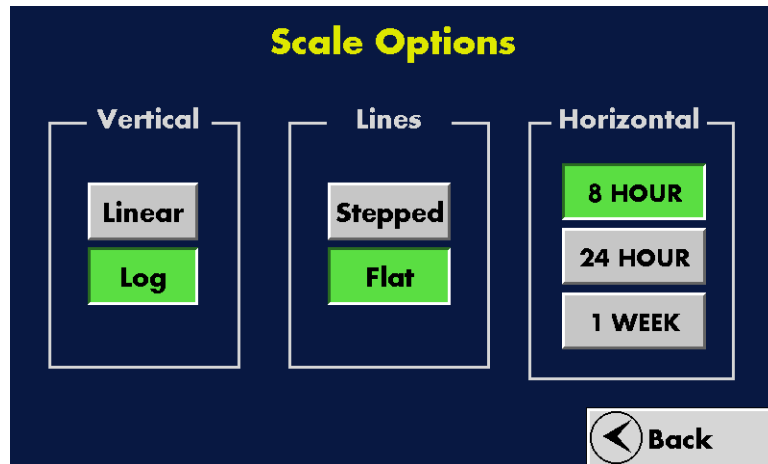 Scale Options
Vertical
Linear
Log
Lines
Stepped
Flat
Horizontal
8 HOUR
24 HOUR
1 WEEK
Back